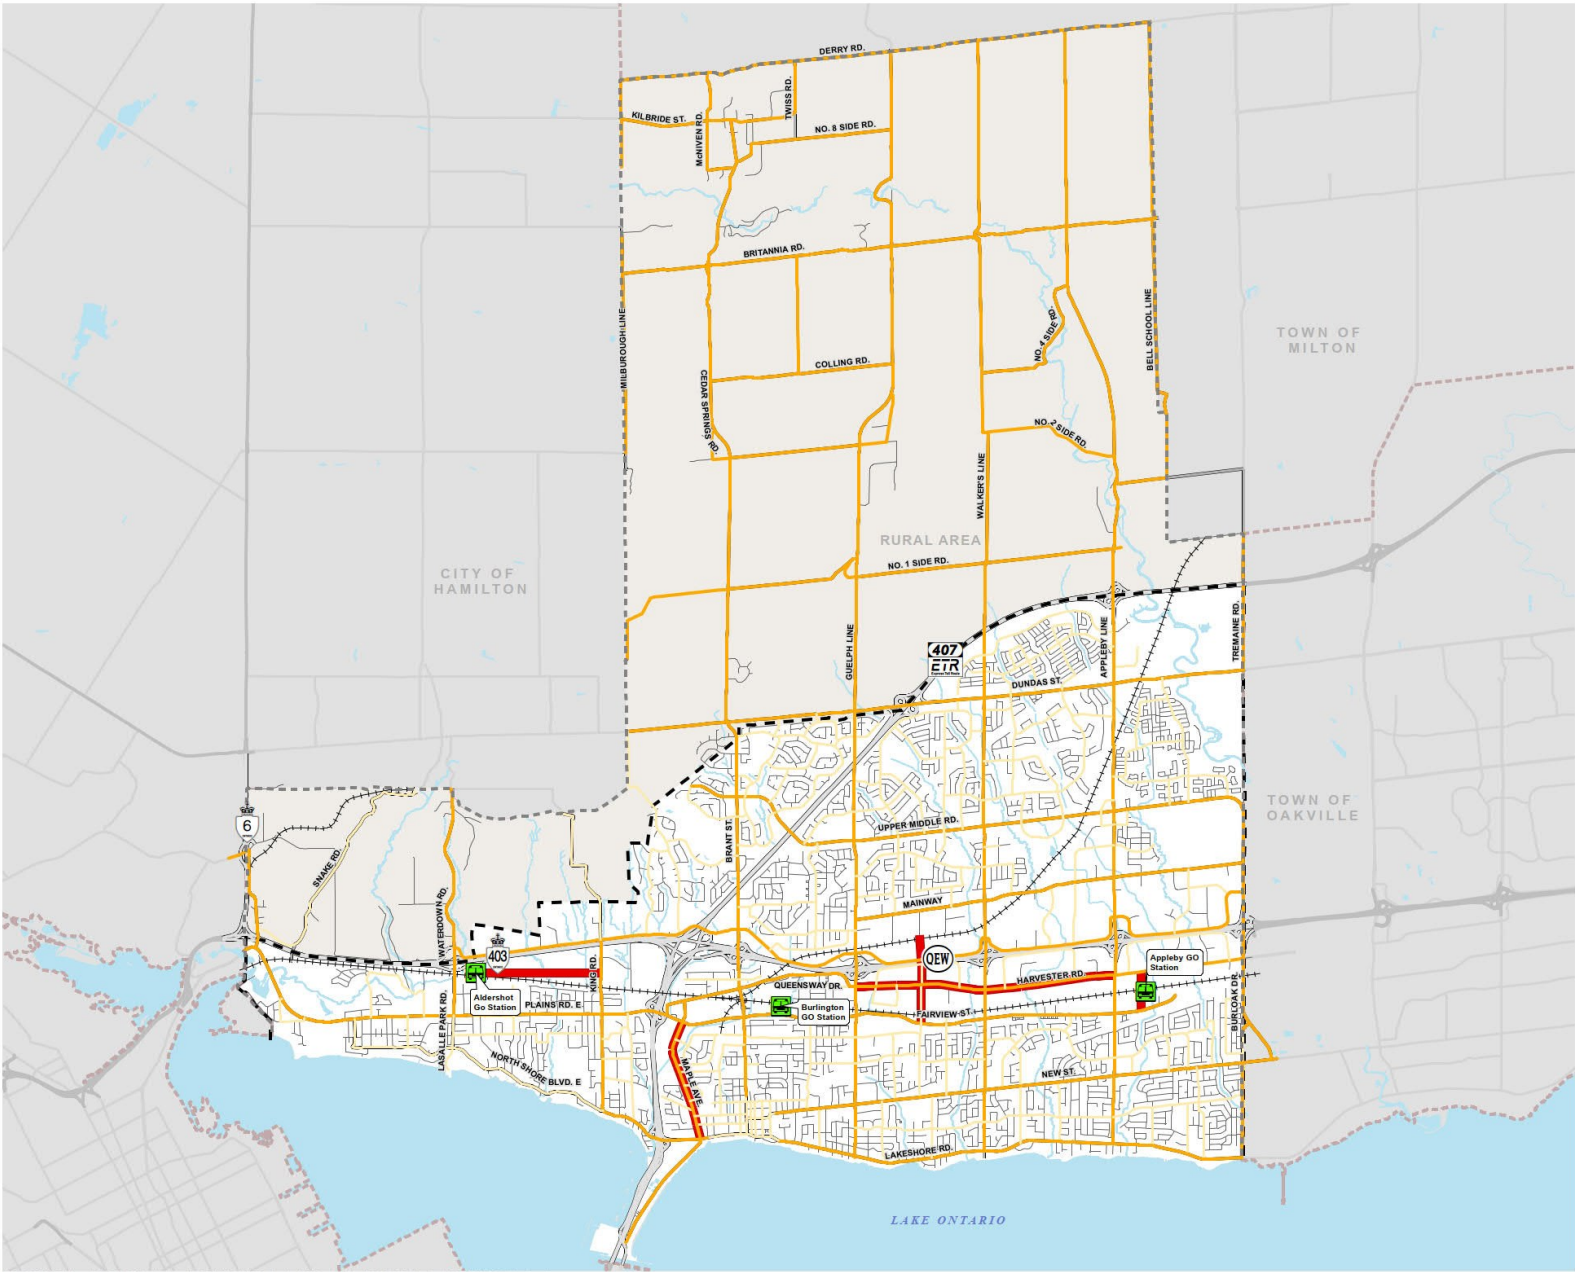 DERRY RD.
TWISS RD.
KILBRIDE ST.
McNIVEN RD.
NO. 8 SIDE RD.
BRITANNIA RD.
MILBUROUGH LINE
BELL SCHOOL LINE
NO. 4 SIDE RD.
TOWN OF
MILTON
COLLING RD.
CEDAR SPRINGS RD.
NO. 2 SIDE RD.
WALKER'S LINE
RURAL AREA
NO. 1 SIDE RD.
CITY OF
HAMILTON
GUELPH LINE
407
ETR
Express Toll Route
APPLEBY LINE
TREMAINE RD.
DUNDAS ST.
6
TOWN OF
OAKVILLE
UPPER MIDDLE RD.
BRANT ST.
SNAKE RD.
WATERDOWN RD.
MAINWAY
403
QEW
KING RD.
Appleby GO
Station
HARVESTER RD.
QUEENSWAY DR.
Aldershot
Go Station
PLAINS RD. E
Burlington
GO Station
FAIRVIEW ST.
BURLOAK DR.
LASALLE PARK RD.
NORTH SHORE BLVD. E
MAPLE AVE.
NEW ST.
LAKESHORE RD.
LAKE ONTARIO